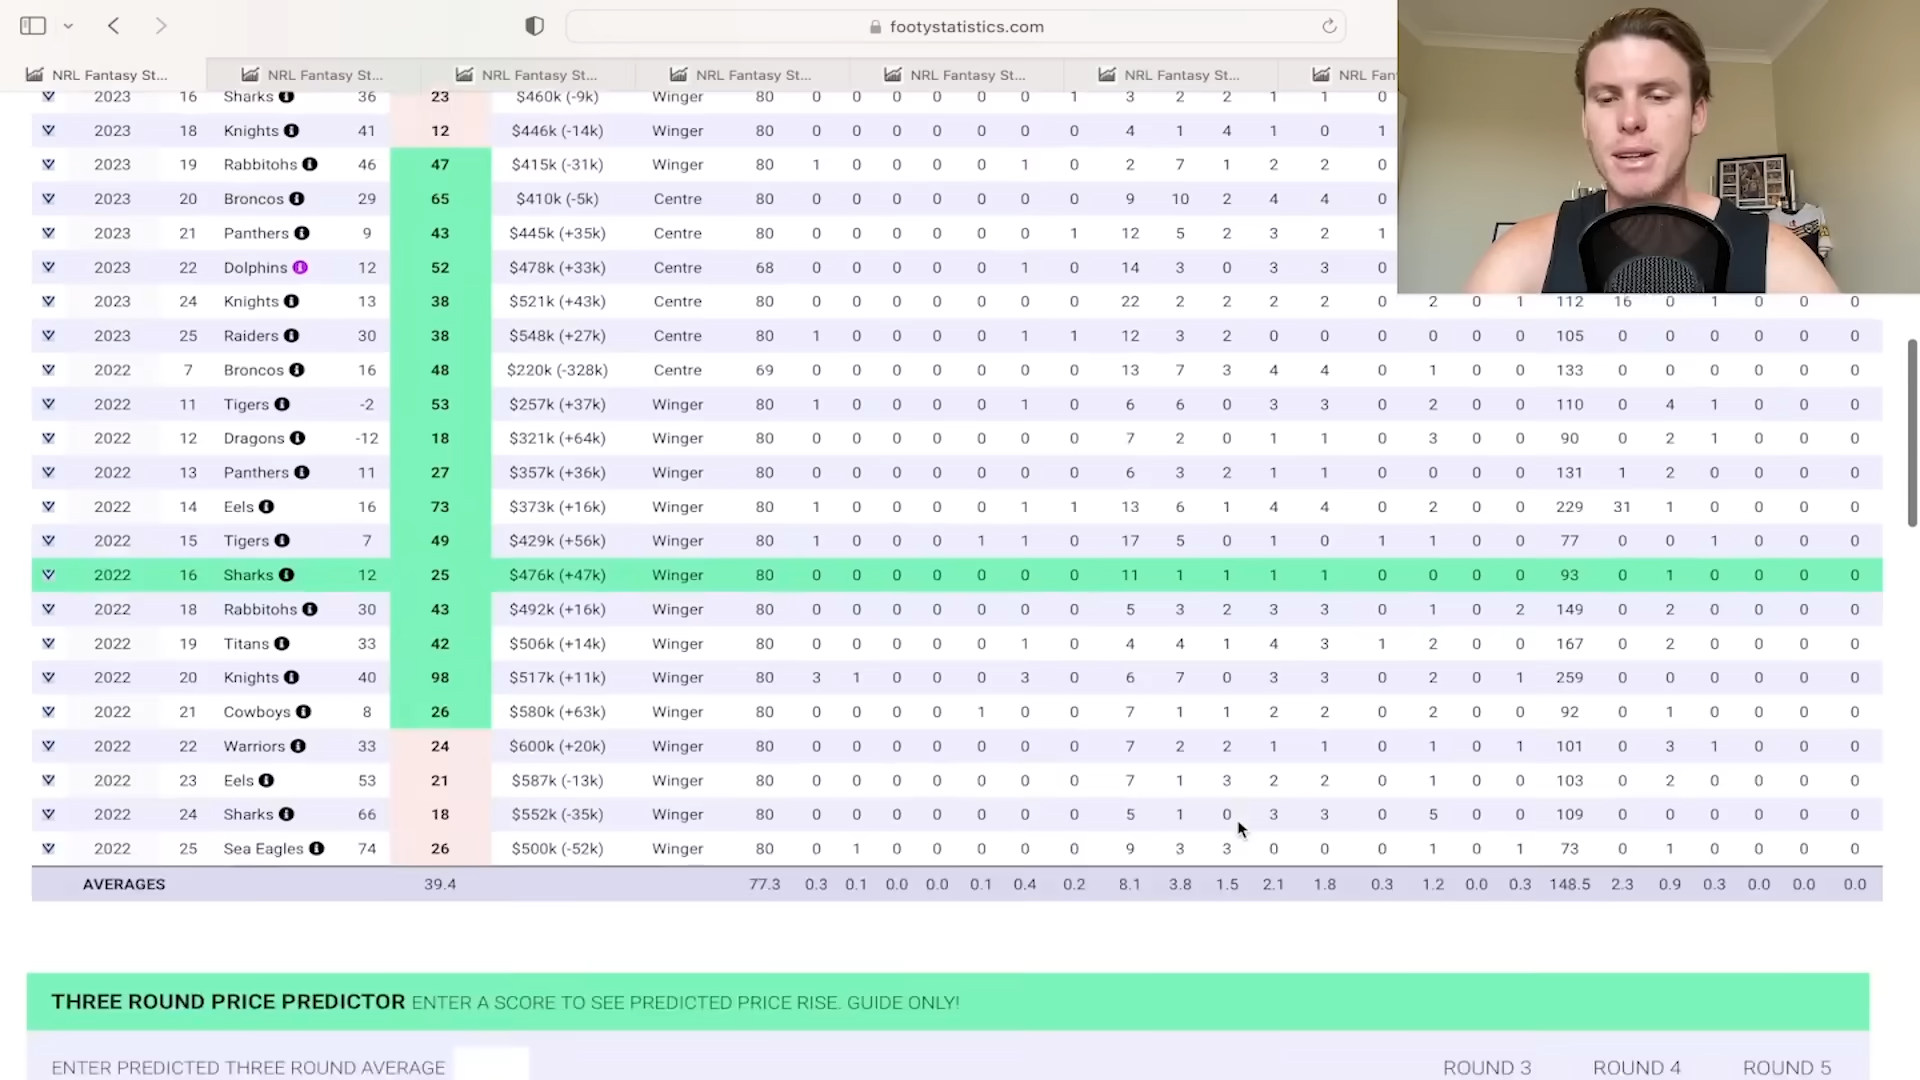 footystatistics.com
NRL Fantasy St... NRL Fantasy St... NRL Fantasy St... NRL Fantasy St... NRL Fantasy St... NRL Fantasy St... NRL Fan
2023 16 Sharks 36 23 $460k (-9k) Winger 80 0 0 0 0 0 0 1 3 2 2 1 1 0
2023 18 Knights 41 12 $446k (-14k) Winger 80 0 0 0 0 0 0 0 4 1 4 1 0 1
2023 19 Rabbitohs 46 47 $415k (-31k) Winger 80 1 0 0 0 0 1 0 2 7 1 2 2 0
2023 20 Broncos 29 65 $410k (-5k) Centre 80 0 0 0 0 0 0 0 9 10 2 4 4 0
2023 21 Panthers 9 43 $445k (+35k) Centre 80 0 0 0 0 0 0 1 12 5 2 3 2 1
2023 22 Dolphins 12 52 $478k (+33k) Centre 68 0 0 0 0 0 1 0 14 3 0 3 3 0
2023 24 Knights 13 38 $521k (+43k) Centre 80 0 0 0 0 0 0 0 22 2 2 2 2 0 2 0 1 112 16 0 1 0 0 0
2023 25 Raiders 30 38 $548k (+27k) Centre 80 1 0 0 0 0 1 1 12 3 2 0 0 0 0 0 0 105 0 0 0 0 0 0
2022 7 Broncos 16 48 $220k (-328k) Centre 69 0 0 0 0 0 0 0 13 7 3 4 4 0 1 0 0 133 0 0 0 0 0 0
2022 11 Tigers -2 53 $257k (+37k) Winger 80 1 0 0 0 0 1 0 6 6 0 3 3 0 2 0 0 110 0 4 1 0 0 0
2022 12 Dragons -12 18 $321k (+64k) Winger 80 0 0 0 0 0 0 0 7 2 0 1 1 0 3 0 0 90 0 2 1 0 0 0
2022 13 Panthers 11 27 $357k (+36k) Winger 80 0 0 0 0 0 0 0 6 3 2 1 1 0 0 0 0 131 1 2 0 0 0 0
2022 14 Eels 16 73 $373k (+16k) Winger 80 1 0 0 0 0 1 1 13 6 1 4 4 0 2 0 0 229 31 1 0 0 0 0
2022 15 Tigers 7 49 $429k (+56k) Winger 80 1 0 0 0 1 1 0 17 5 0 1 0 1 1 0 0 77 0 0 1 0 0 0
2022 16 Sharks 12 25 $476k (+47k) Winger 80 0 0 0 0 0 0 0 11 1 1 1 1 0 0 0 0 93 0 1 0 0 0 0
2022 18 Rabbitohs 30 43 $492k (+16k) Winger 80 0 0 0 0 0 0 0 5 3 2 3 3 0 1 0 2 149 0 2 0 0 0 0
2022 19 Titans 33 42 $506k (+14k) Winger 80 0 0 0 0 0 1 0 4 4 1 4 3 1 2 0 0 167 0 2 0 0 0 0
2022 20 Knights 40 98 $517k (+11k) Winger 80 3 1 0 0 0 3 0 6 7 0 3 3 0 2 0 1 259 0 0 0 0 0 0
2022 21 Cowboys 8 26 $580k (+63k) Winger 80 0 0 0 0 1 0 0 7 1 1 2 2 0 2 0 0 92 0 1 0 0 0 0
2022 22 Warriors 33 24 $600k (+20k) Winger 80 0 0 0 0 0 0 0 7 2 2 1 1 0 1 0 1 101 0 3 1 0 0 0
2022 23 Eels 53 21 $587k (-13k) Winger 80 0 0 0 0 0 0 0 7 1 3 2 2 0 1 0 0 103 0 2 0 0 0 0
2022 24 Sharks 66 18 $552k (-35k) Winger 80 0 0 0 0 0 0 0 5 1 0 3 3 0 5 0 0 109 0 0 0 0 0 0
2022 25 Sea Eagles 74 26 $500k (-52k) Winger 80 0 1 0 0 0 0 0 9 3 3 0 0 0 1 0 1 73 0 1 0 0 0 0
AVERAGES 39.4 77.3 0.3 0.1 0.0 0.0 0.1 0.4 0.2 8.1 3.8 1.5 2.1 1.8 0.3 1.2 0.0 0.3 148.5 2.3 0.9 0.3 0.0 0.0 0.0
THREE ROUND PRICE PREDICTOR ENTER A SCORE TO SEE PREDICTED PRICE RISE. GUIDE ONLY!
ENTER PREDICTED THREE ROUND AVERAGE ROUND 3 ROUND 4 ROUND 5